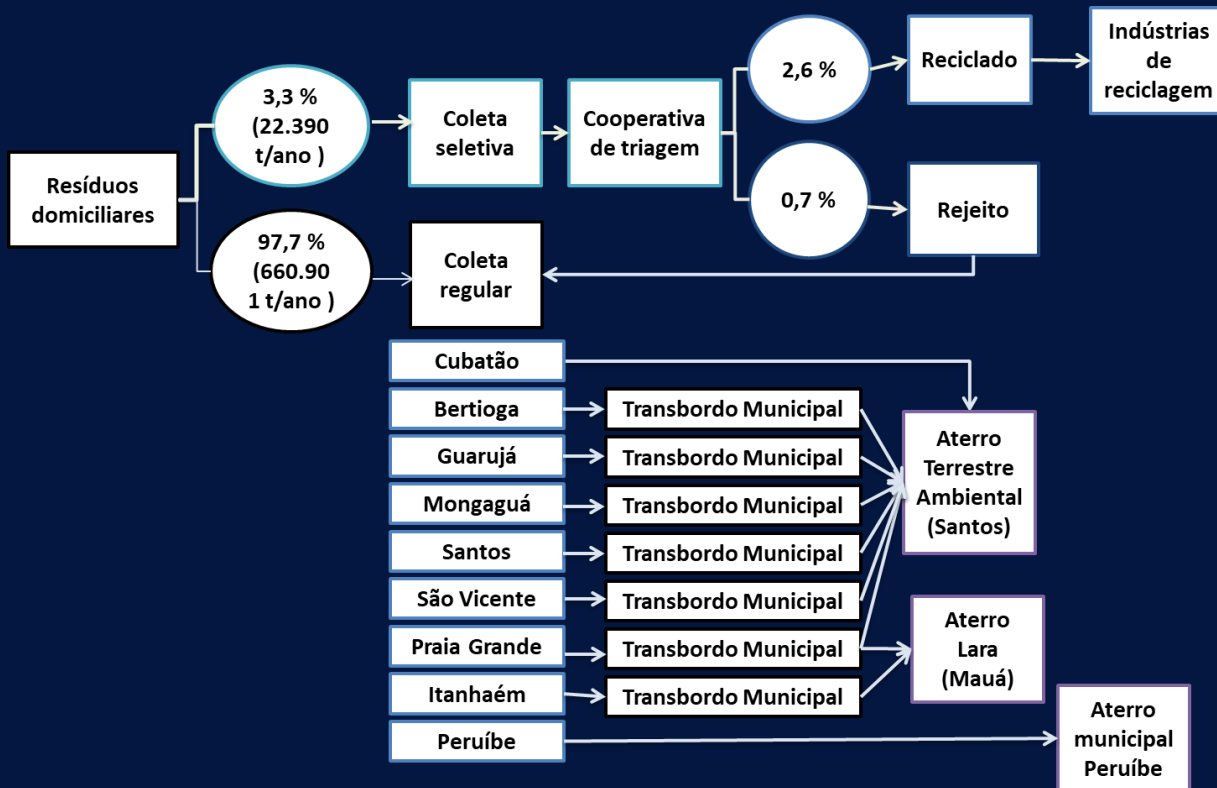 Resíduos
domiciliares
3,3 %
(22.390
t/ano )
Coleta
seletiva
Cooperativa
de triagem
2,6 %
Reciclado
Indústrias
de
reciclagem
0,7 %
Rejeito
97,7 %
(660.90
1 t/ano )
Coleta
regular
Cubatão
Bertioga
Transbordo Municipal
Guarujá
Transbordo Municipal
Mongaguá
Transbordo Municipal
Santos
Transbordo Municipal
São Vicente
Transbordo Municipal
Praia Grande
Transbordo Municipal
Itanhaém
Transbordo Municipal
Peruíbe
Aterro
Terrestre
Ambiental
(Santos)
Aterro
Lara
(Mauá)
Aterro
municipal
Peruíbe